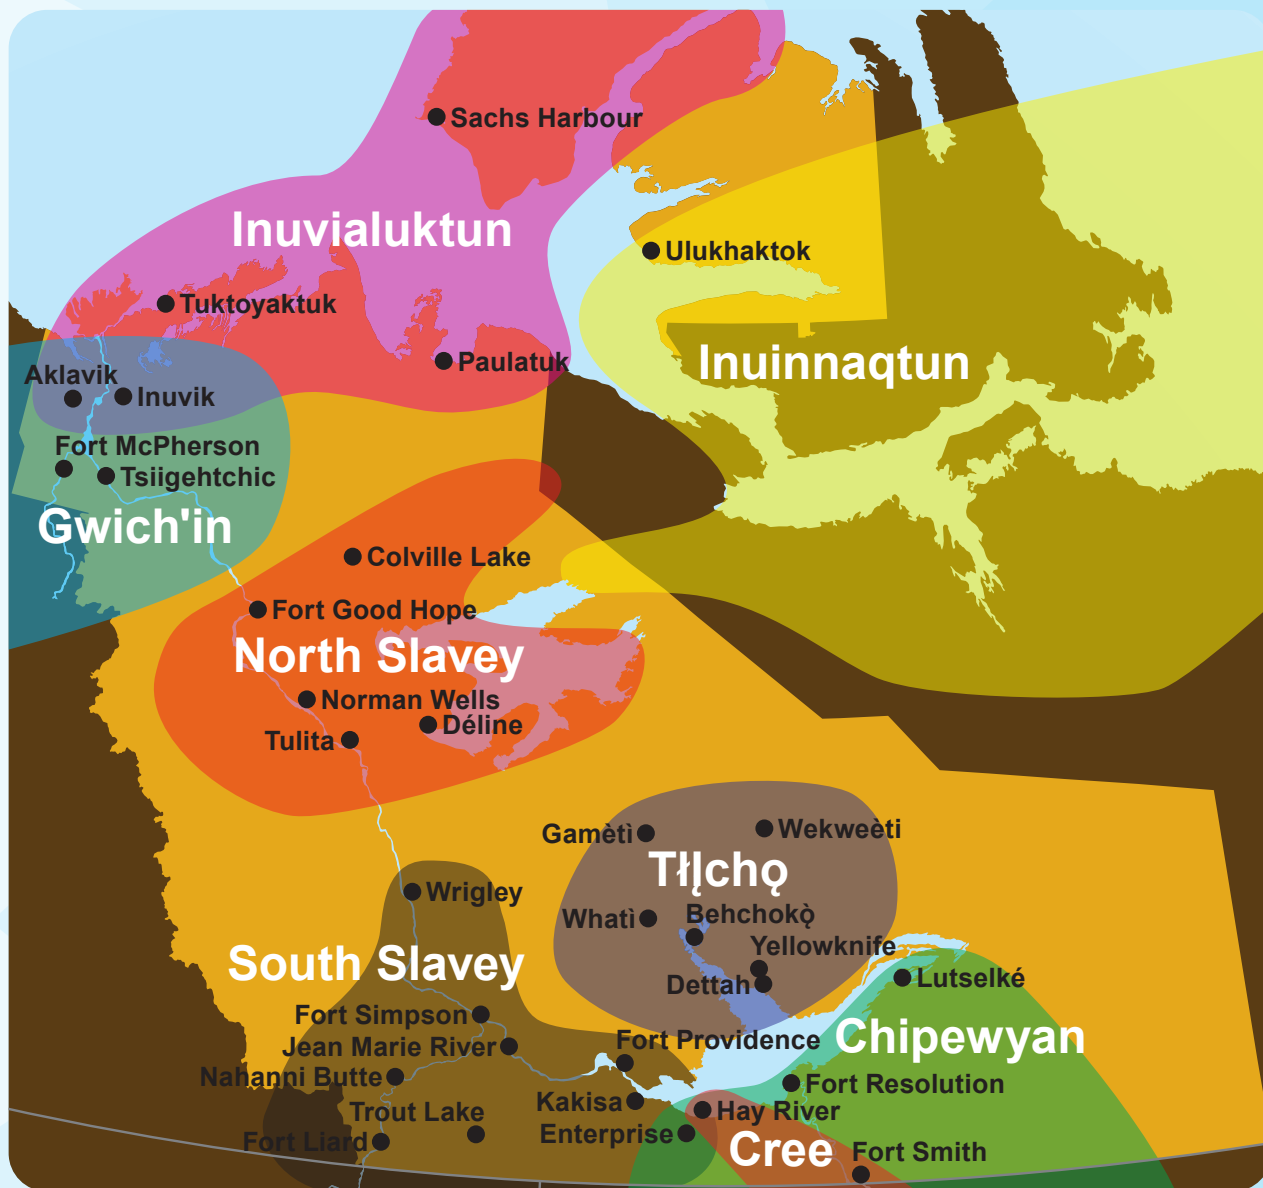 Sachs Harbour
Inuvialuktun
Ulukhaktok
Tuktoyaktuk
Paulatuk
Inuinnaqtun
Aklavik
Inuvik
Fort McPherson
Tsiigehtchic
Gwich'in
Colville Lake
Fort Good Hope
North Slavey
Norman Wells
Déline
Tulita
Gamètì
Wekweèti
Tłı̨chǫ
Wrigley
Whatì
Behchokǫ̀
Yellowknife
South Slavey
Dettah
Lutselké
Fort Simpson
Chipewyan
Jean Marie River
Fort Providence
Nahanni Butte
Fort Resolution
Kakisa
Trout Lake
Hay River
Enterprise
Fort Liard
Cree
Fort Smith